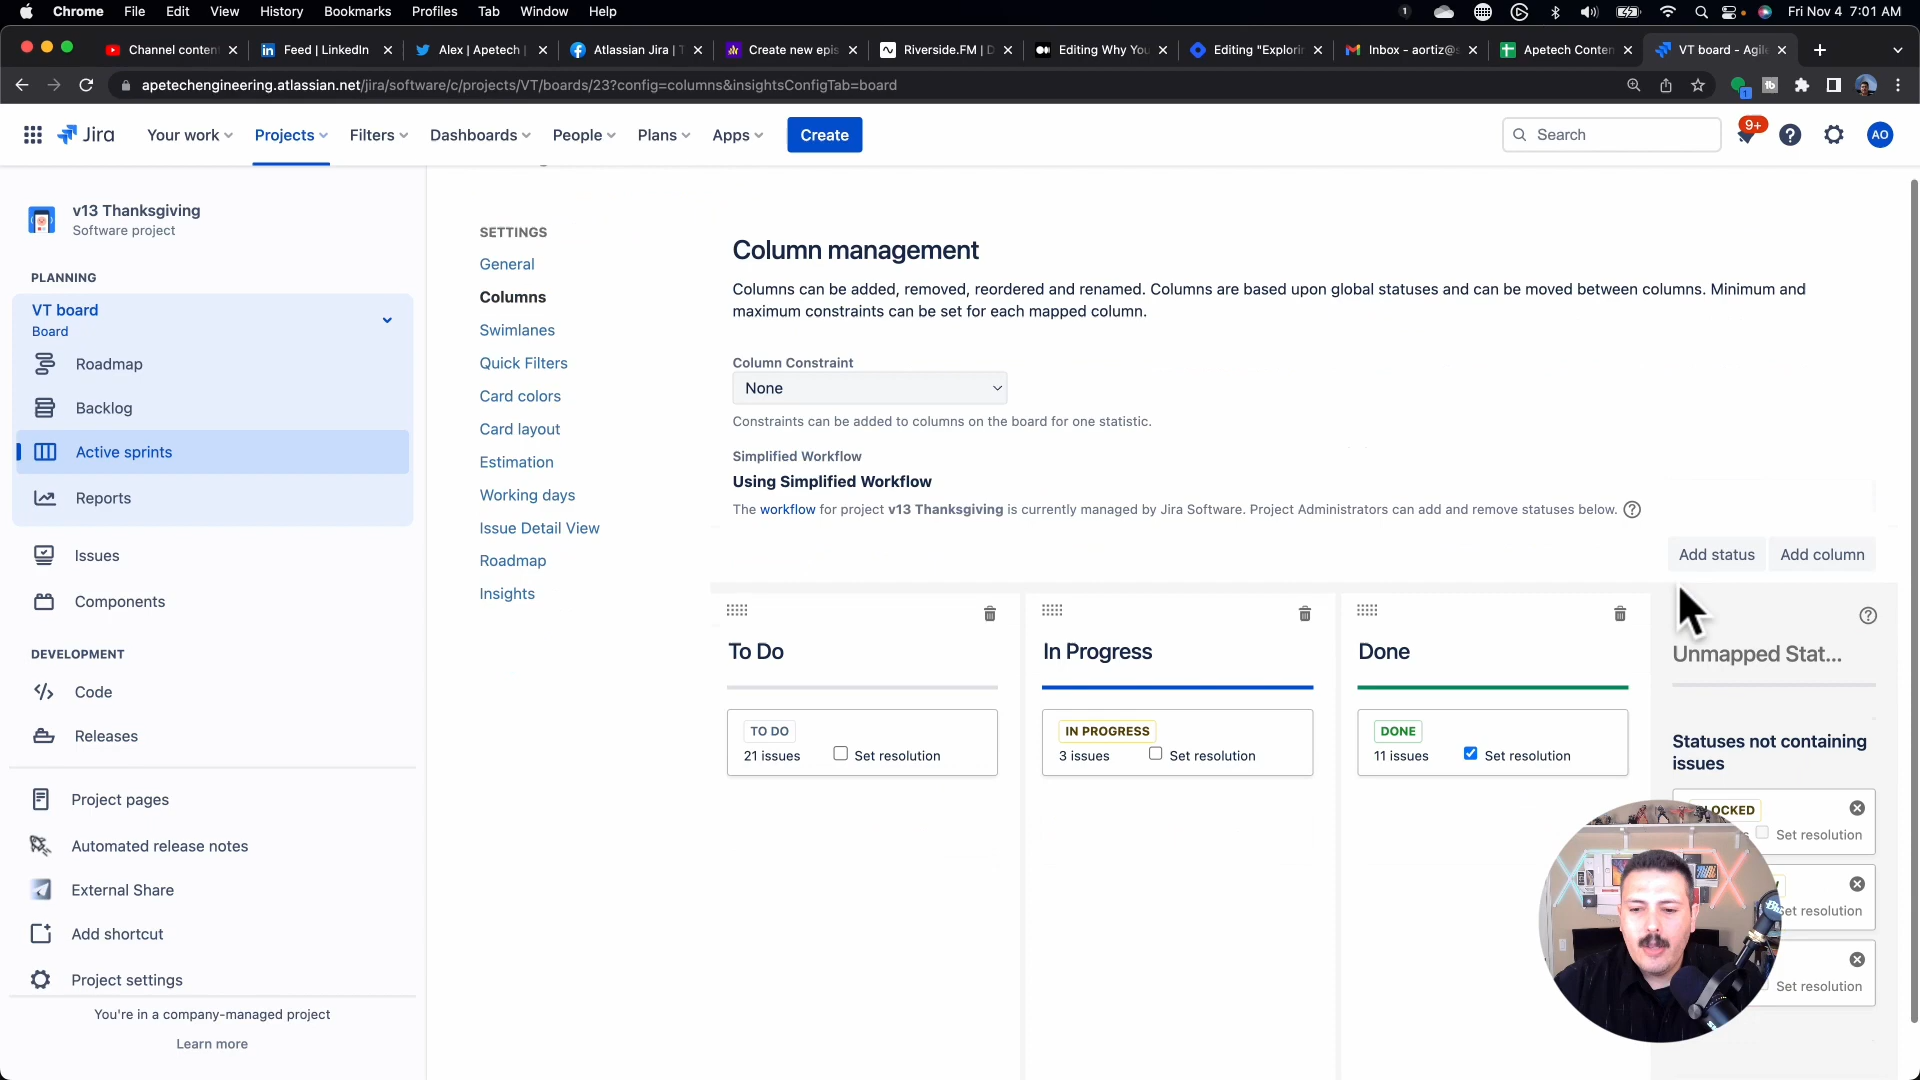 Chrome File Edit View History Bookmarks Profiles Tab Window Help
1 Fri Nov 4 7:01 AM
Channel conten
Feed | LinkedIn
Alex | Apetech |
Atlassian Jira | T
Create new epis
Riverside.FM | D
Editing Why You
Editing "Explorin
Inbox - aortiz@s
Apetech Conten
VT board - Agile
apetechengineering.atlassian.net/jira/software/c/projects/VT/boards/23?config=columns&insightsConfigTab=board
1
Jira Your work Projects Filters Dashboards People Plans Apps Create
Search
9+
AO
v13 Thanksgiving
Software project
PLANNING
VT board
Board
Roadmap
Backlog
Active sprints
Reports
Issues
Components
DEVELOPMENT
Code
Releases
Project pages
Automated release notes
External Share
Add shortcut
Project settings
You're in a company-managed project
Learn more
SETTINGS
General
Columns
Swimlanes
Quick Filters
Card colors
Card layout
Estimation
Working days
Issue Detail View
Roadmap
Insights
Column management
Columns can be added, removed, reordered and renamed. Columns are based upon global statuses and can be moved between columns. Minimum and
maximum constraints can be set for each mapped column.
Column Constraint
None
Constraints can be added to columns on the board for one statistic.
Simplified Workflow
Using Simplified Workflow
The workflow for project v13 Thanksgiving is currently managed by Jira Software. Project Administrators can add and remove statuses below.
Add status Add column
To Do
TO DO
21 issues Set resolution
In Progress
IN PROGRESS
3 issues Set resolution
Done
DONE
11 issues Set resolution
Unmapped Stat...
Statuses not containing
issues
LOCKED
Set resolution
Set resolution
Set resolution